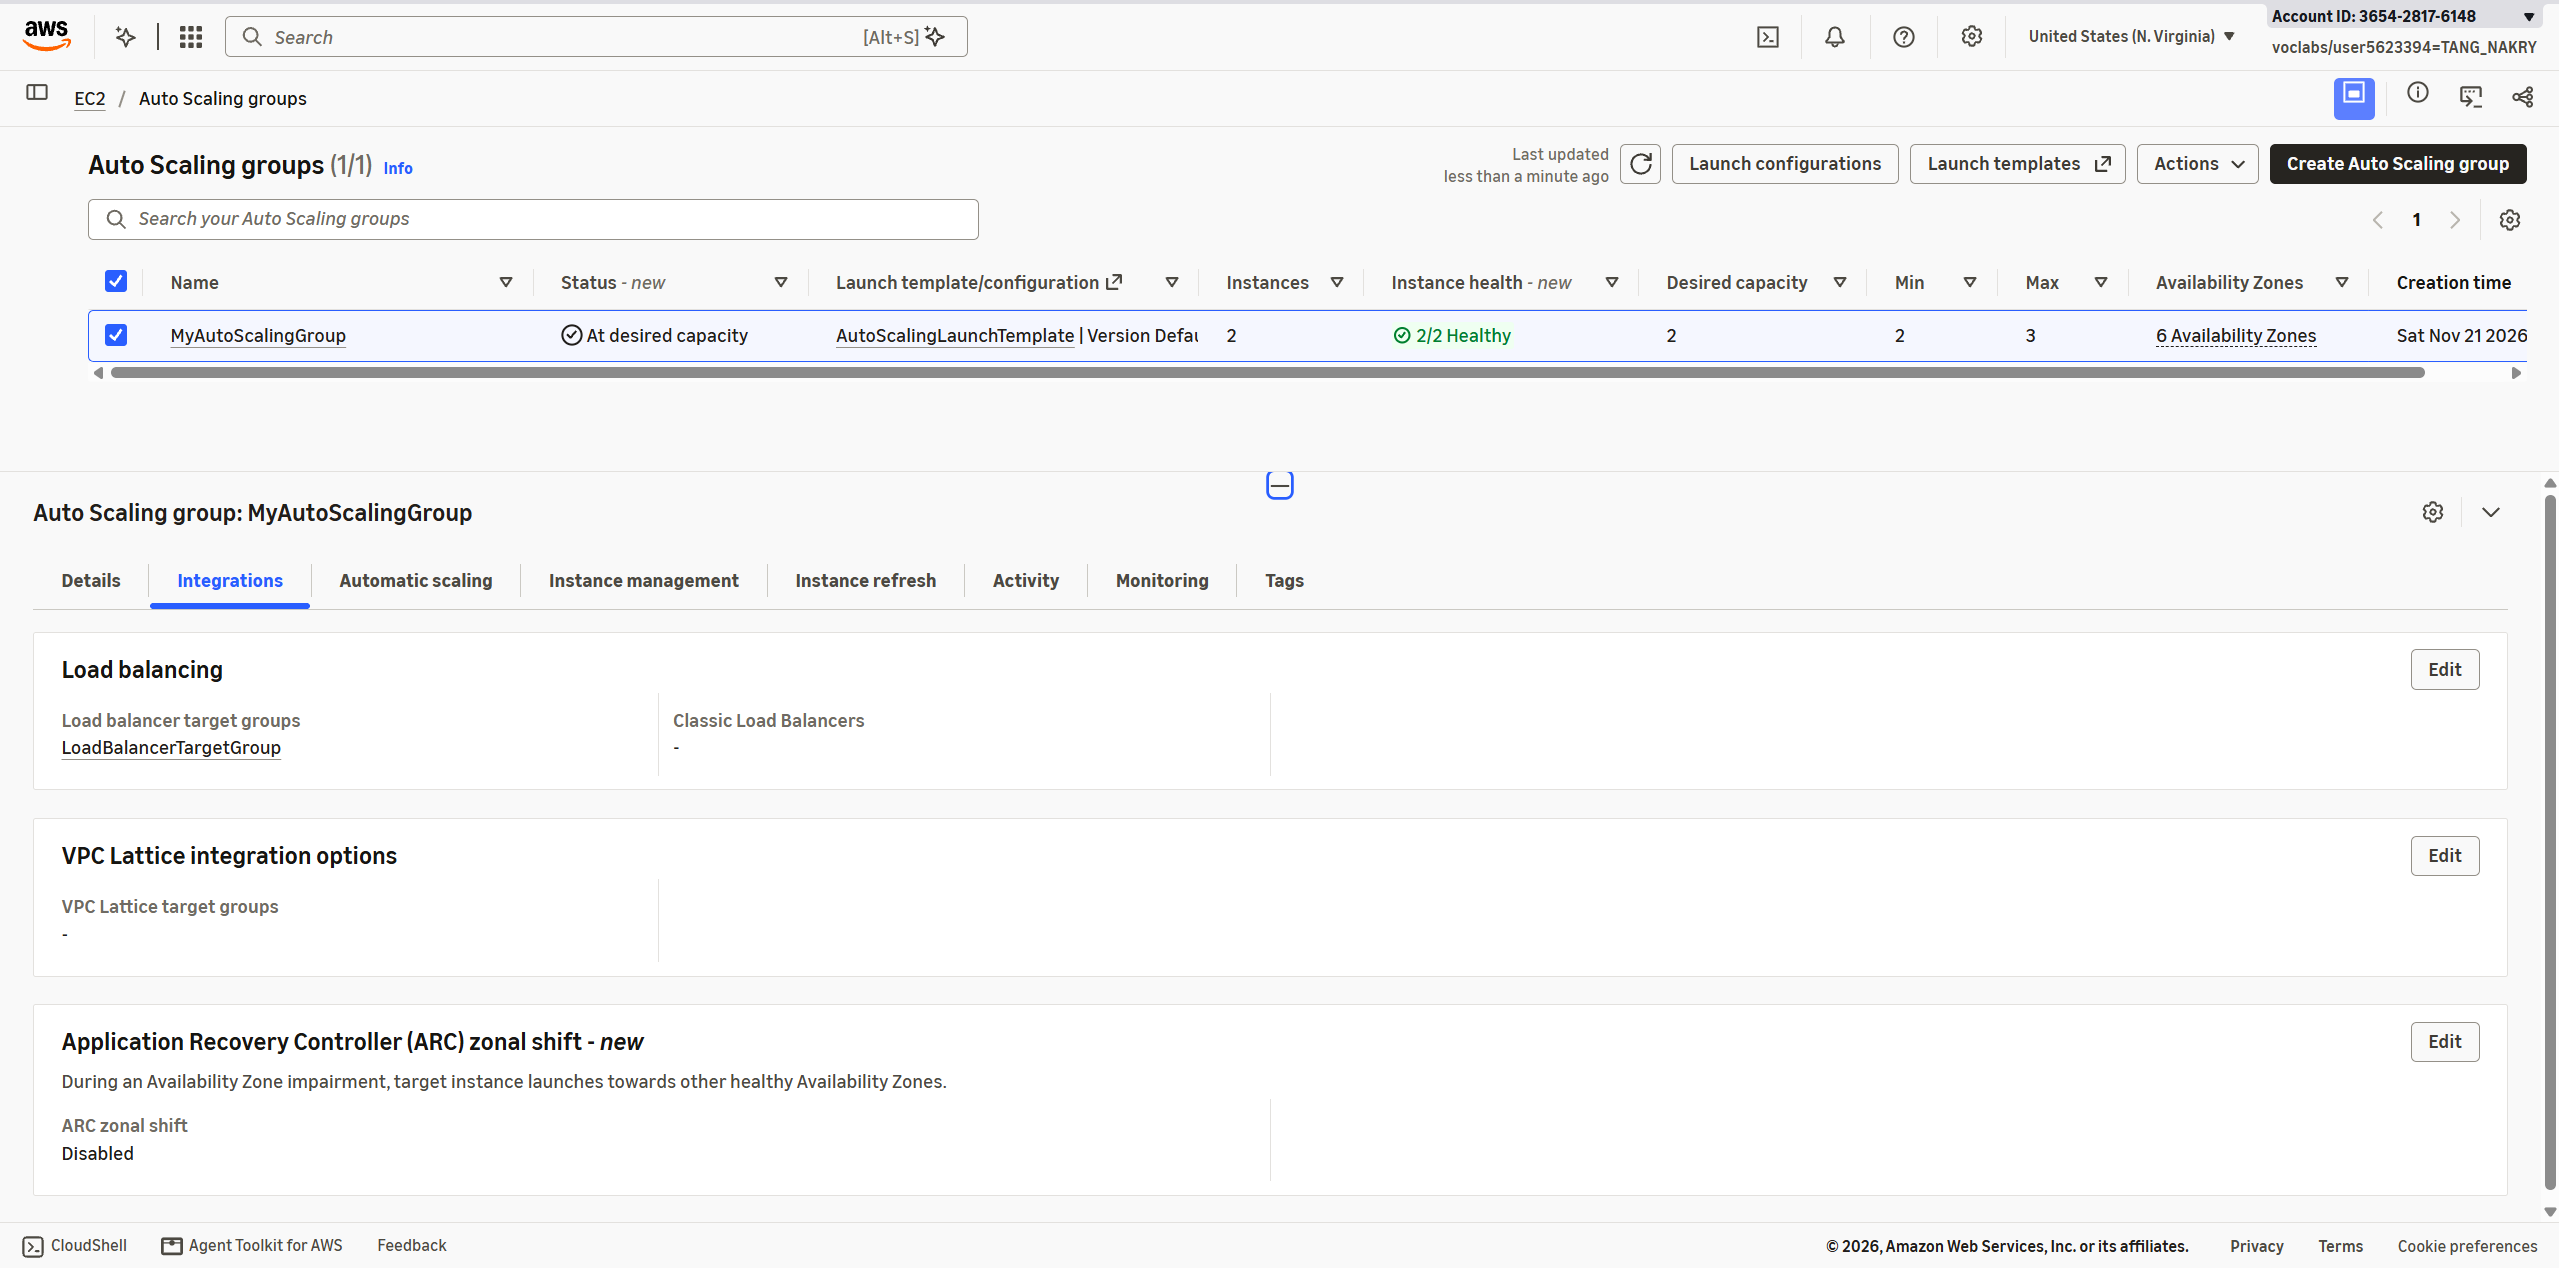 aws
Search [Alt+S]
United States (N. Virginia)
Account ID: 3654-2817-6148
voclabs/user5623394=TANG_NAKRY
EC2 / Auto Scaling groups
Auto Scaling groups (1/1) Info
Last updated
less than a minute ago
Launch configurations
Launch templates
Actions
Create Auto Scaling group
Search your Auto Scaling groups
1
Name Status - new Launch template/configuration Instances Instance health - new Desired capacity Min Max Availability Zones Creation time
MyAutoScalingGroup At desired capacity AutoScalingLaunchTemplate | Version Defau 2 2/2 Healthy 2 2 3 6 Availability Zones Sat Nov 21 2026
Auto Scaling group: MyAutoScalingGroup
Details Integrations Automatic scaling Instance management Instance refresh Activity Monitoring Tags
Load balancing
Edit
Load balancer target groups
LoadBalancerTargetGroup
Classic Load Balancers
-
VPC Lattice integration options
Edit
VPC Lattice target groups
-
Application Recovery Controller (ARC) zonal shift - new
Edit
During an Availability Zone impairment, target instance launches towards other healthy Availability Zones.
ARC zonal shift
Disabled
CloudShell Agent Toolkit for AWS Feedback © 2026, Amazon Web Services, Inc. or its affiliates. Privacy Terms Cookie preferences